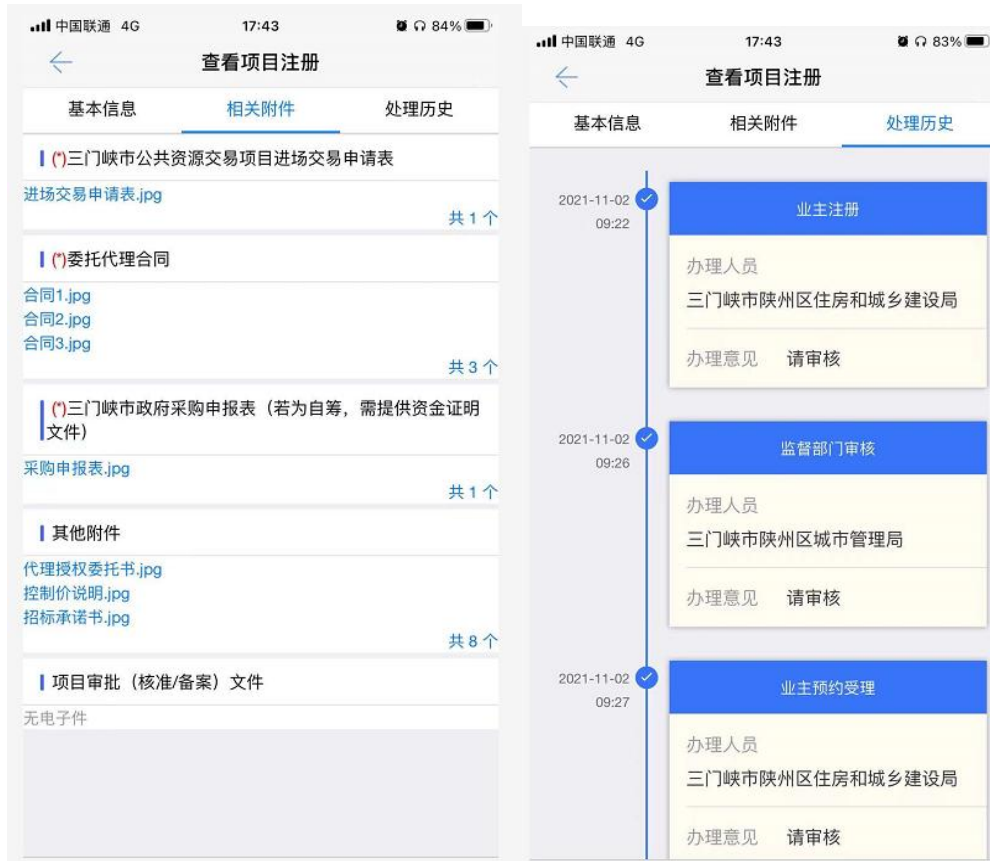 中国联通 4G 17:43 84%
查看项目注册
基本信息 相关附件 处理历史
(*)三门峡市公共资源交易项目进场交易申请表
进场交易申请表.jpg
共 1 个
(*)委托代理合同
合同1.jpg
合同2.jpg
合同3.jpg
共 3 个
(*)三门峡市政府采购申报表（若为自筹，需提供资金证明
文件）
采购申报表.jpg
共 1 个
其他附件
代理授权委托书.jpg
控制价说明.jpg
招标承诺书.jpg
共 8 个
项目审批（核准/备案）文件
无电子件
中国联通 4G 17:43 83%
查看项目注册
基本信息 相关附件 处理历史
2021-11-02
09:22
业主注册
办理人员
三门峡市陕州区住房和城乡建设局
办理意见 请审核
2021-11-02
09:26
监督部门审核
办理人员
三门峡市陕州区城市管理局
办理意见 请审核
2021-11-02
09:27
业主预约受理
办理人员
三门峡市陕州区住房和城乡建设局
办理意见 请审核